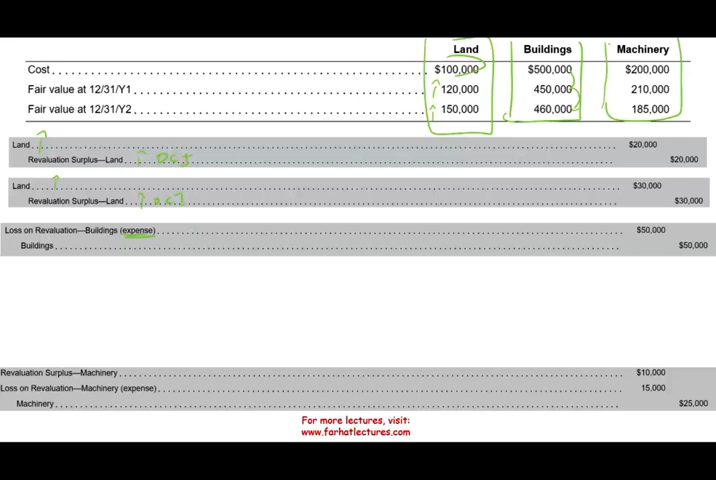 Land Buildings Machinery
Cost $100,000 $500,000 $200,000
Fair value at 12/31/Y1 120,000 450,000 210,000
Fair value at 12/31/Y2 150,000 460,000 185,000
Land $20,000
Revaluation Surplus—Land $20,000
Land $30,000
Revaluation Surplus—Land $30,000
Loss on Revaluation—Buildings (expense) $50,000
Buildings $50,000
Revaluation Surplus—Machinery $10,000
Loss on Revaluation—Machinery (expense) 15,000
Machinery $25,000
For more lectures, visit:
www.farhatlectures.com